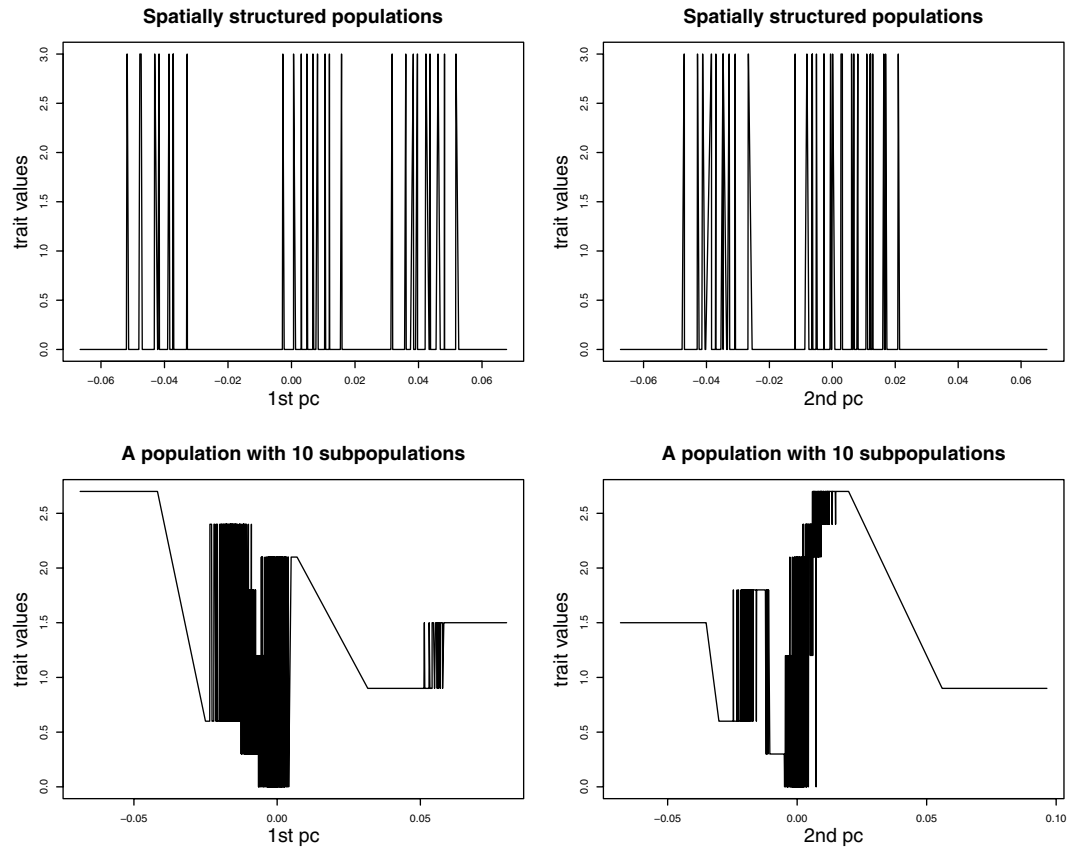 Spatially structured populations
trait values
3.0
2.5
2.0
1.5
1.0
0.5
0.0
−0.06 −0.04 −0.02 0.00 0.02 0.04 0.06
1st pc
Spatially structured populations
trait values
3.0
2.5
2.0
1.5
1.0
0.5
0.0
−0.06 −0.04 −0.02 0.00 0.02 0.04 0.06
2nd pc
A population with 10 subpopulations
trait values
2.5
2.0
1.5
1.0
0.5
0.0
−0.05 0.00 0.05
1st pc
A population with 10 subpopulations
trait values
2.5
2.0
1.5
1.0
0.5
0.0
−0.05 0.00 0.05 0.10
2nd pc